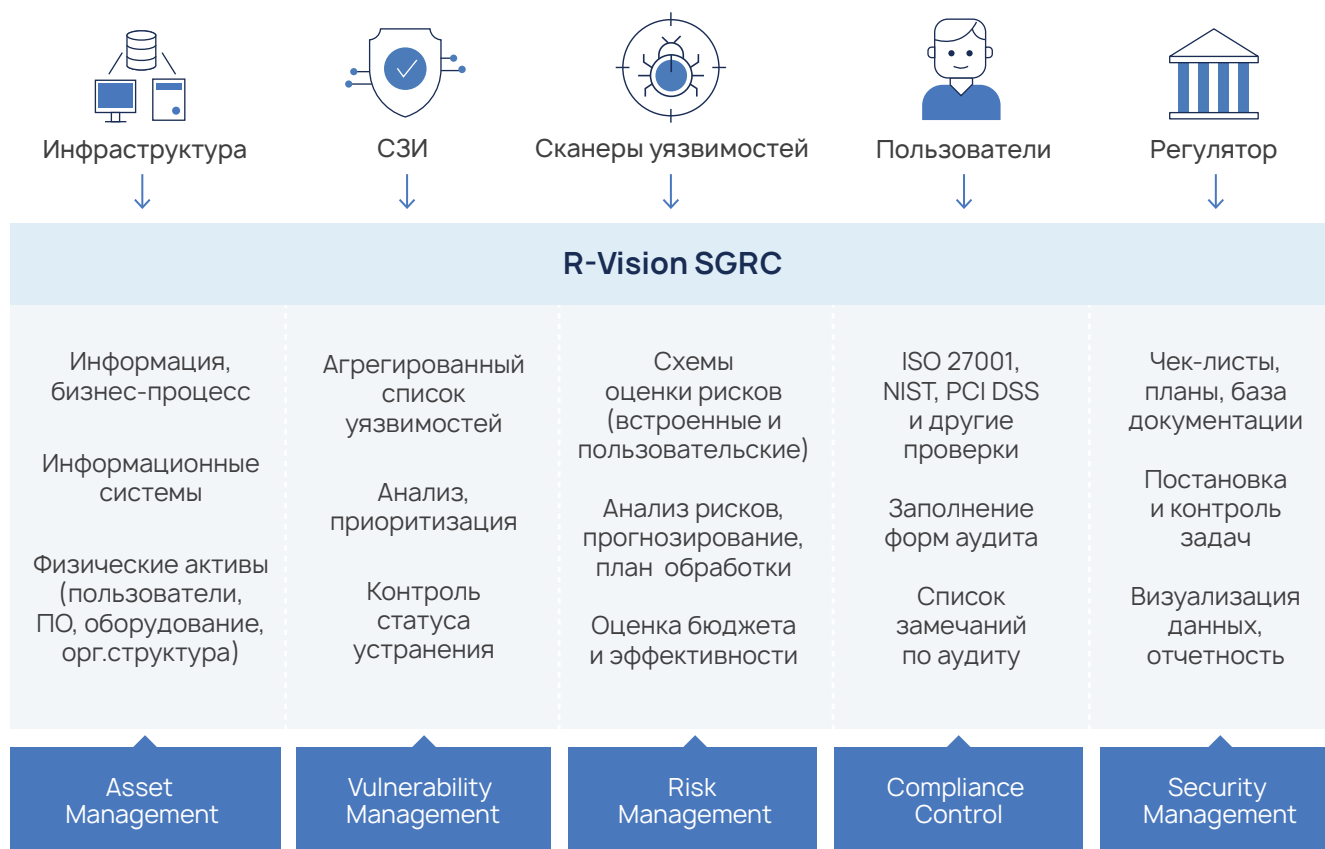 Инфраструктура
СЗИ
Сканеры уязвимостей
Пользователи
Регулятор
R-Vision SGRC
Информация,
бизнес-процесс
Информационные
системы
Физические активы
(пользователи,
ПО, оборудование,
орг.структура)
Агрегированный
список
уязвимостей
Анализ,
приоритизация
Контроль
статуса
устранения
Схемы
оценки рисков
(встроенные и
пользовательские)
Анализ рисков,
прогнозирование,
план обработки
Оценка бюджета
и эффективности
ISO 27001,
NIST, PCI DSS
и другие
проверки
Заполнение
форм аудита
Список
замечаний
по аудиту
Чек-листы,
планы, база
документации
Постановка
и контроль
задач
Визуализация
данных,
отчетность
Asset
Management
Vulnerability
Management
Risk
Management
Compliance
Control
Security
Management